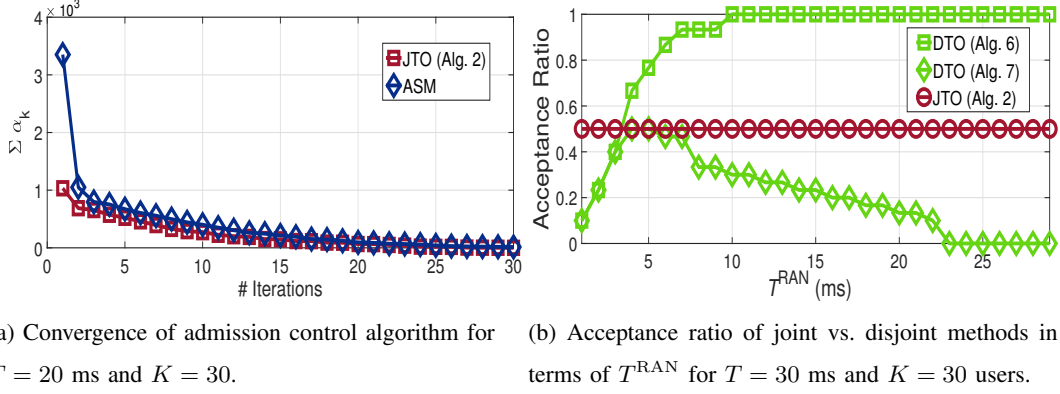 ×10³
4
3
2
1
0
Σ αk
0 5 10 15 20 25 30
# Iterations
JTO (Alg. 2)
ASM
1
0.8
0.6
0.4
0.2
0
Acceptance Ratio
5 10 15 20 25
T^RAN (ms)
DTO (Alg. 6)
DTO (Alg. 7)
JTO (Alg. 2)
a) Convergence of admission control algorithm for
= 20 ms and K = 30.
(b) Acceptance ratio of joint vs. disjoint methods in
terms of T^RAN for T = 30 ms and K = 30 users.